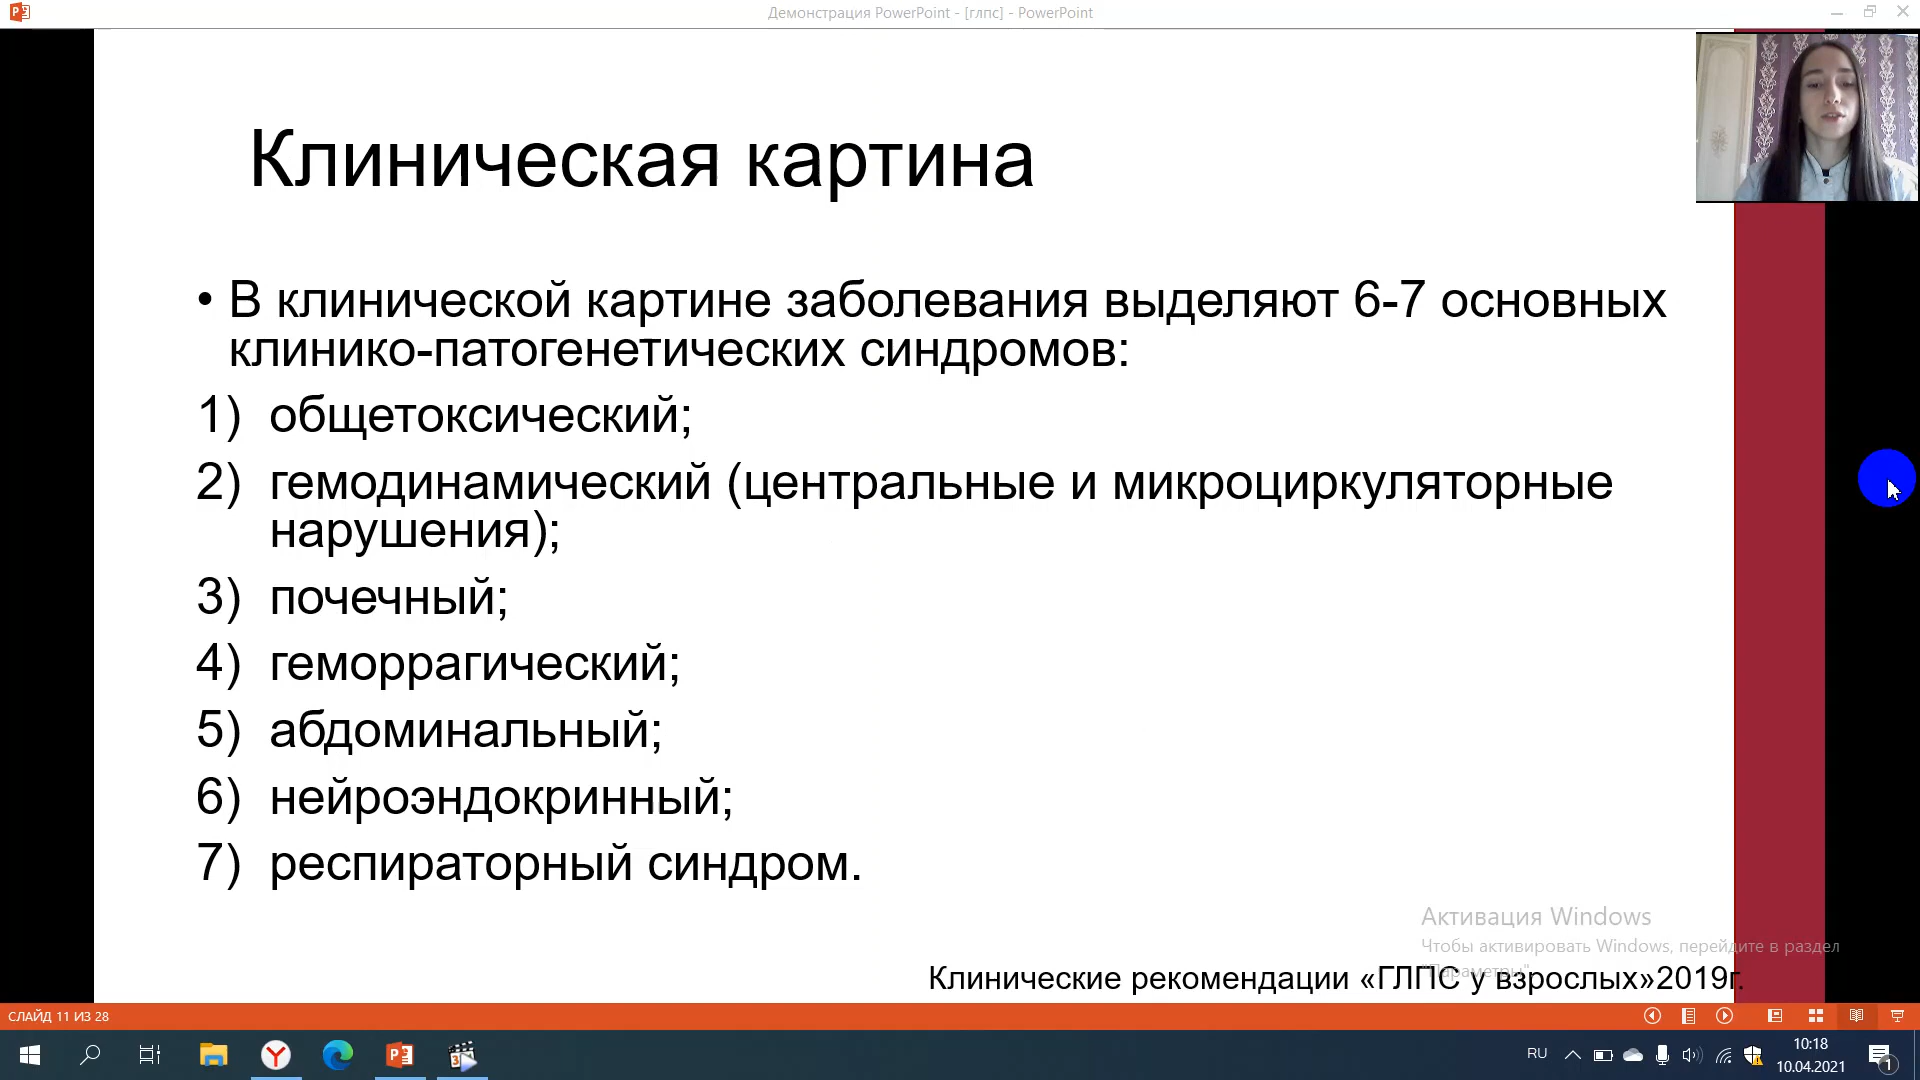 Демонстрация PowerPoint - [глпс] - PowerPoint
Клиническая картина
• В клинической картине заболевания выделяют 6-7 основных
клинико-патогенетических синдромов:
1) общетоксический;
2) гемодинамический (центральные и микроциркуляторные
нарушения);
3) почечный;
4) геморрагический;
5) абдоминальный;
6) нейроэндокринный;
7) респираторный синдром.
Активация Windows
Чтобы активировать Windows, перейдите в раздел
"Параметры".
Клинические рекомендации «ГЛПС у взрослых»2019г.
СЛАЙД 11 ИЗ 28
RU
10:18
10.04.2021
1